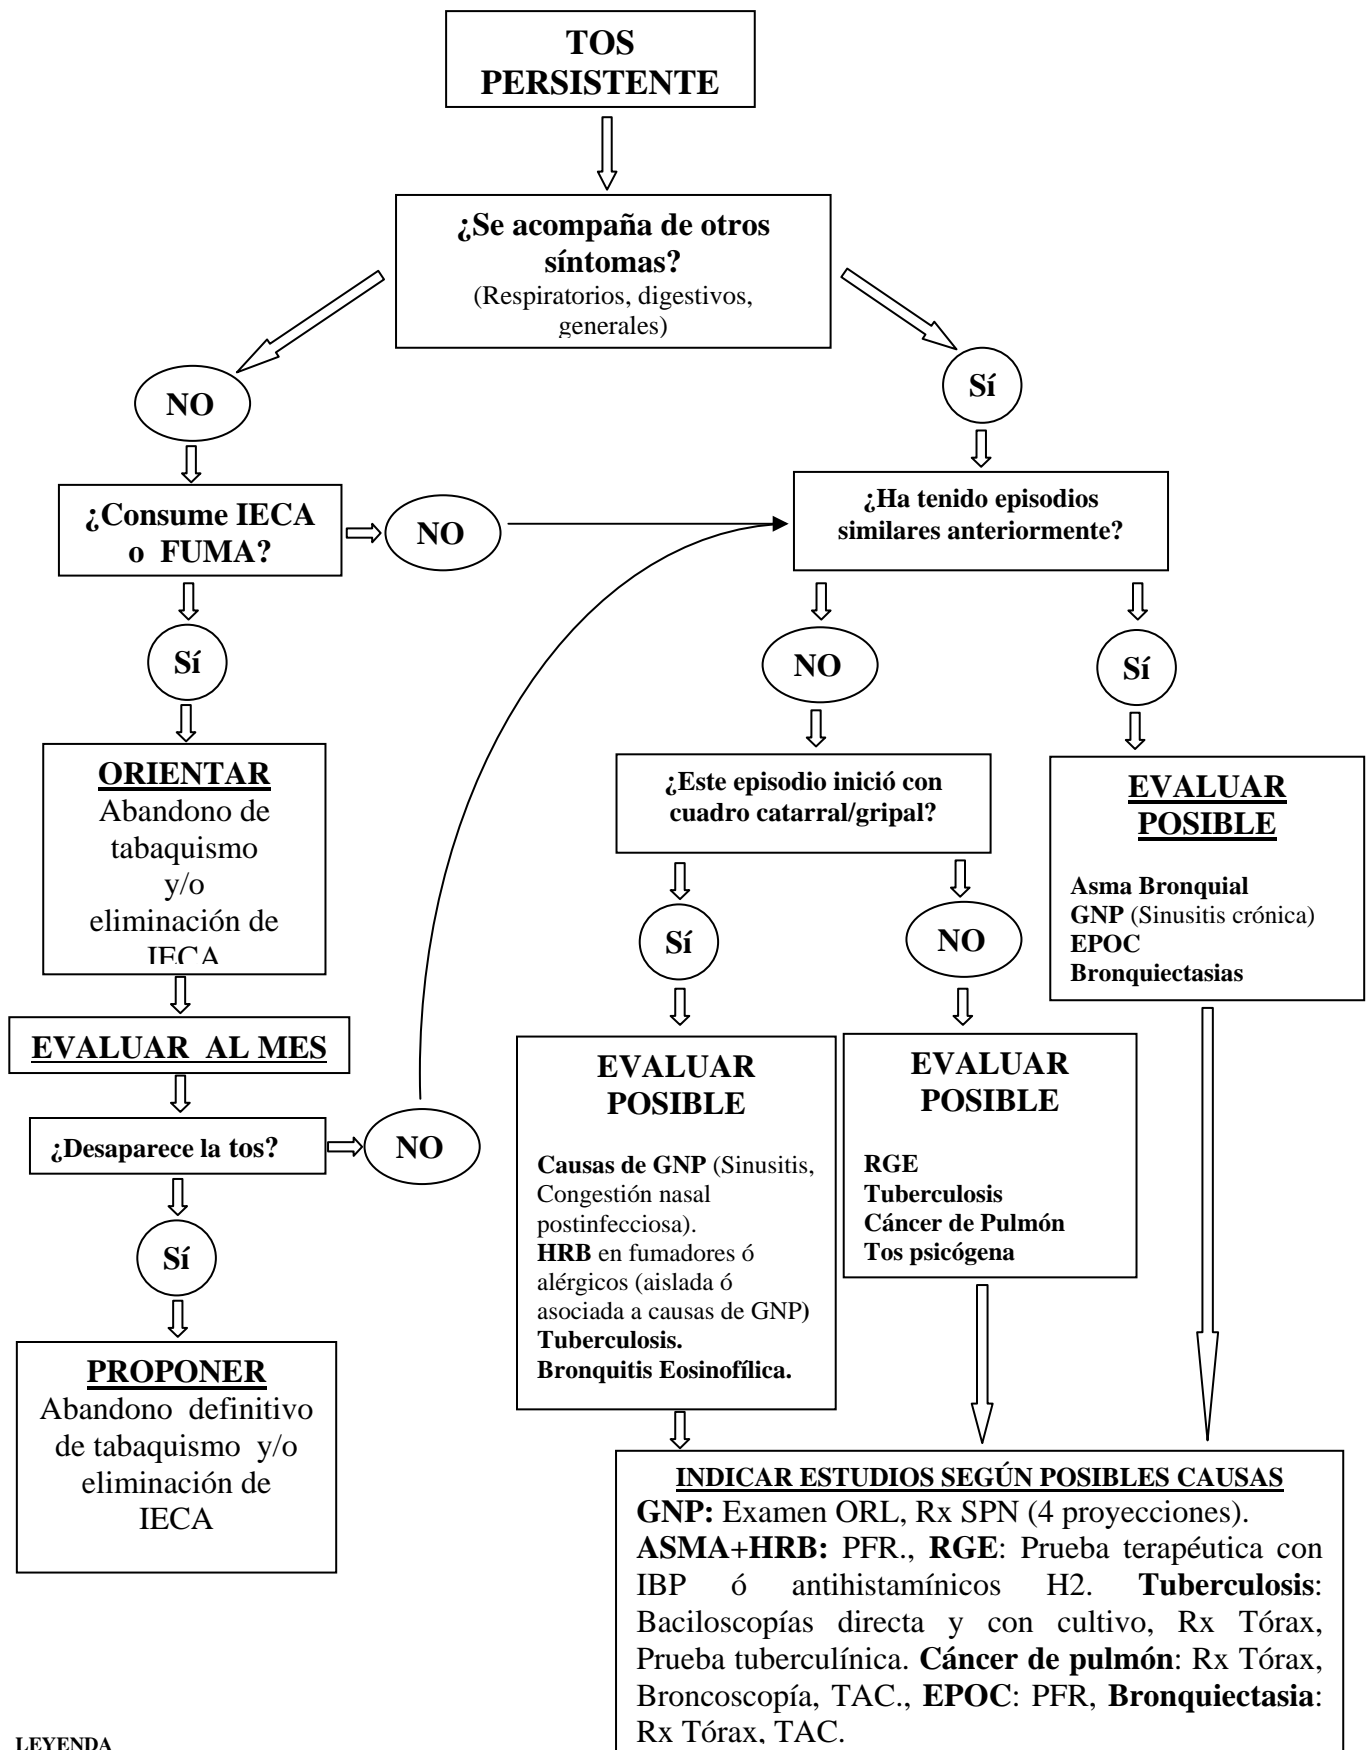 TOS
PERSISTENTE
¿Se acompaña de otros
síntomas?
(Respiratorios, digestivos,
generales)
NO
Sí
¿Consume IECA
o FUMA?
NO
¿Ha tenido episodios
similares anteriormente?
Sí
NO
Sí
ORIENTAR
Abandono de
tabaquismo
y/o
eliminación de
IECA
¿Este episodio inició con
cuadro catarral/gripal?
EVALUAR
POSIBLE
Asma Bronquial
GNP (Sinusitis crónica)
EPOC
Bronquiectasias
Sí
NO
EVALUAR AL MES
¿Desaparece la tos?
NO
EVALUAR
POSIBLE
Causas de GNP (Sinusitis,
Congestión nasal
postinfecciosa).
HRB en fumadores ó
alérgicos (aislada ó
asociada a causas de GNP)
Tuberculosis.
Bronquitis Eosinofílica.
EVALUAR
POSIBLE
RGE
Tuberculosis
Cáncer de Pulmón
Tos psicógena
Sí
PROPONER
Abandono definitivo
de tabaquismo y/o
eliminación de
IECA
INDICAR ESTUDIOS SEGÚN POSIBLES CAUSAS
GNP: Examen ORL, Rx SPN (4 proyecciones).
ASMA+HRB: PFR., RGE: Prueba terapéutica con
IBP ó antihistamínicos H2. Tuberculosis:
Baciloscopías directa y con cultivo, Rx Tórax,
Prueba tuberculínica. Cáncer de pulmón: Rx Tórax,
Broncoscopía, TAC., EPOC: PFR, Bronquiectasia:
Rx Tórax, TAC.
LEYENDA